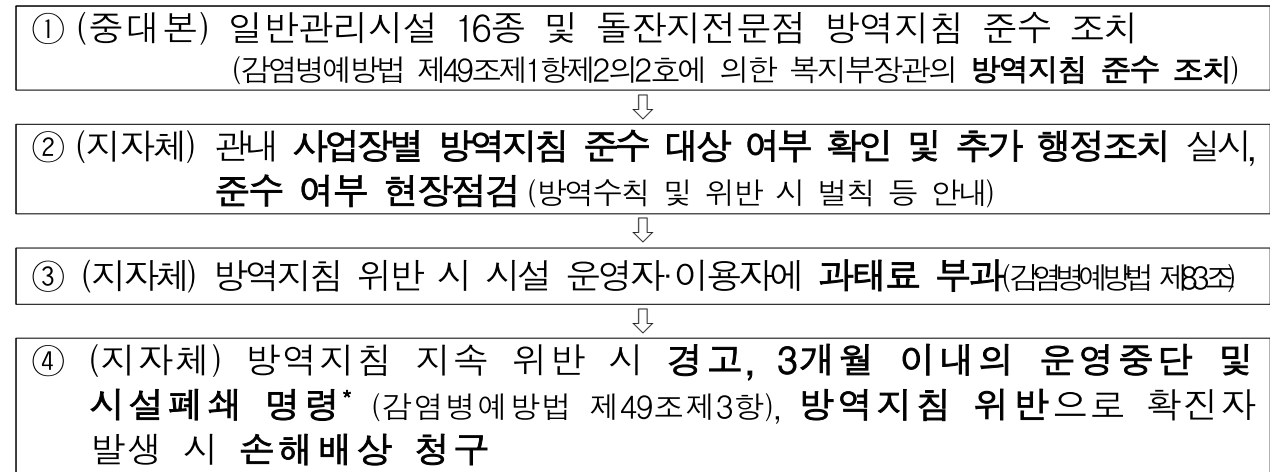 ① (중대본) 일반관리시설 16종 및 돌잔치전문점 방역지침 준수 조치
(감염병예방법 제49조제1항제2의2호에 의한 복지부장관의 방역지침 준수 조치)
⇩
② (지자체) 관내 사업장별 방역지침 준수 대상 여부 확인 및 추가 행정조치 실시,
준수 여부 현장점검 (방역수칙 및 위반 시 벌칙 등 안내)
⇩
③ (지자체) 방역지침 위반 시 시설 운영자·이용자에 과태료 부과(감염병예방법 제83조)
⇩
④ (지자체) 방역지침 지속 위반 시 경고, 3개월 이내의 운영중단 및
시설폐쇄 명령* (감염병예방법 제49조제3항), 방역지침 위반으로 확진자
발생 시 손해배상 청구